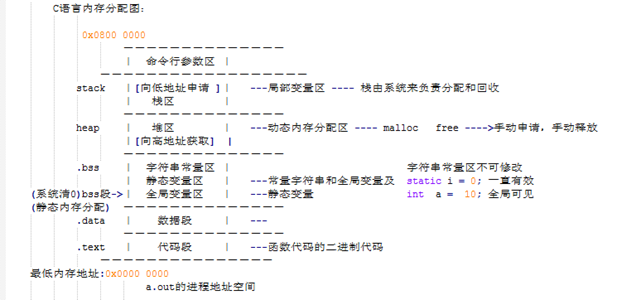 C语言内存分配图:
0x0800 0000
| 命令行参数区 |
stack |[向低地址申请 ]| ---局部变量区 ---- 栈由系统来负责分配和回收
| 栈区 |
heap | 堆区 | ---动态内存分配区 ---- malloc free ---->手动申请,手动释放
|[向高地址获取] |
.bss | 字符串常量区 | 字符串常量区不可修改
| 静态变量区 | ---常量字符串和全局变量及 static i = 0; 一直有效
(系统清0)bss段->| 全局变量区 | ---静态变量 int a = 10; 全局可见
(静态内存分配)
.data | 数据段 | ---
.text | 代码段 | ---函数代码的二进制代码
最低内存地址:0x0000 0000
a.out的进程地址空间